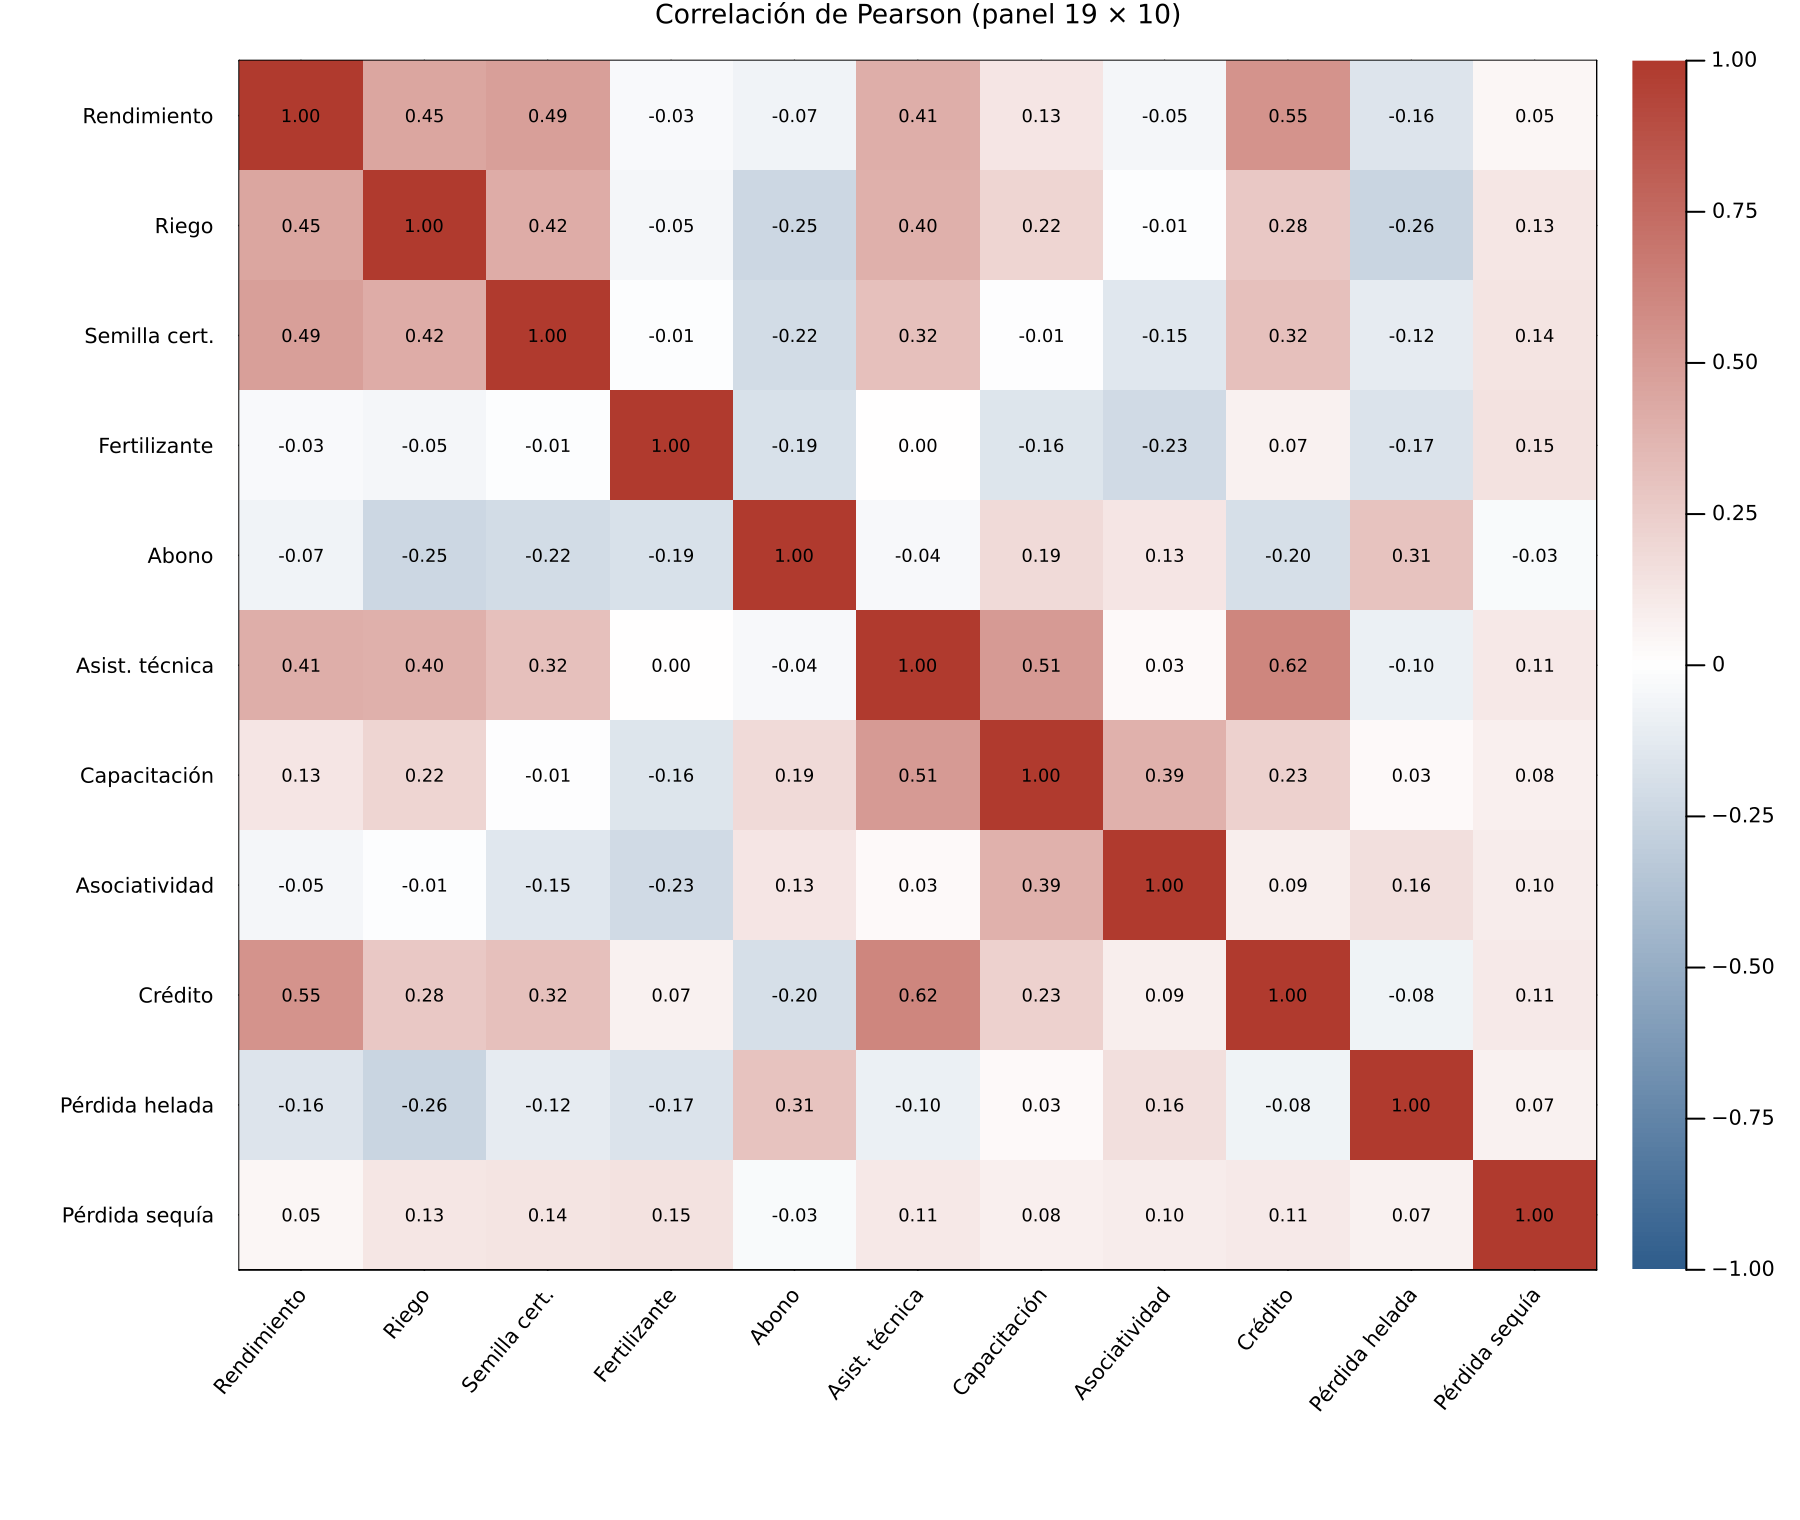 Correlación de Pearson (panel 19 × 10)
Rendimiento 1.00 0.45 0.49 -0.03 -0.07 0.41 0.13 -0.05 0.55 -0.16 0.05
Riego 0.45 1.00 0.42 -0.05 -0.25 0.40 0.22 -0.01 0.28 -0.26 0.13
Semilla cert. 0.49 0.42 1.00 -0.01 -0.22 0.32 -0.01 -0.15 0.32 -0.12 0.14
Fertilizante -0.03 -0.05 -0.01 1.00 -0.19 0.00 -0.16 -0.23 0.07 -0.17 0.15
Abono -0.07 -0.25 -0.22 -0.19 1.00 -0.04 0.19 0.13 -0.20 0.31 -0.03
Asist. técnica 0.41 0.40 0.32 0.00 -0.04 1.00 0.51 0.03 0.62 -0.10 0.11
Capacitación 0.13 0.22 -0.01 -0.16 0.19 0.51 1.00 0.39 0.23 0.03 0.08
Asociatividad -0.05 -0.01 -0.15 -0.23 0.13 0.03 0.39 1.00 0.09 0.16 0.10
Crédito 0.55 0.28 0.32 0.07 -0.20 0.62 0.23 0.09 1.00 -0.08 0.11
Pérdida helada -0.16 -0.26 -0.12 -0.17 0.31 -0.10 0.03 0.16 -0.08 1.00 0.07
Pérdida sequía 0.05 0.13 0.14 0.15 -0.03 0.11 0.08 0.10 0.11 0.07 1.00
Rendimiento
Riego
Semilla cert.
Fertilizante
Abono
Asist. técnica
Capacitación
Asociatividad
Crédito
Pérdida helada
Pérdida sequía
1.00
0.75
0.50
0.25
0
−0.25
−0.50
−0.75
−1.00